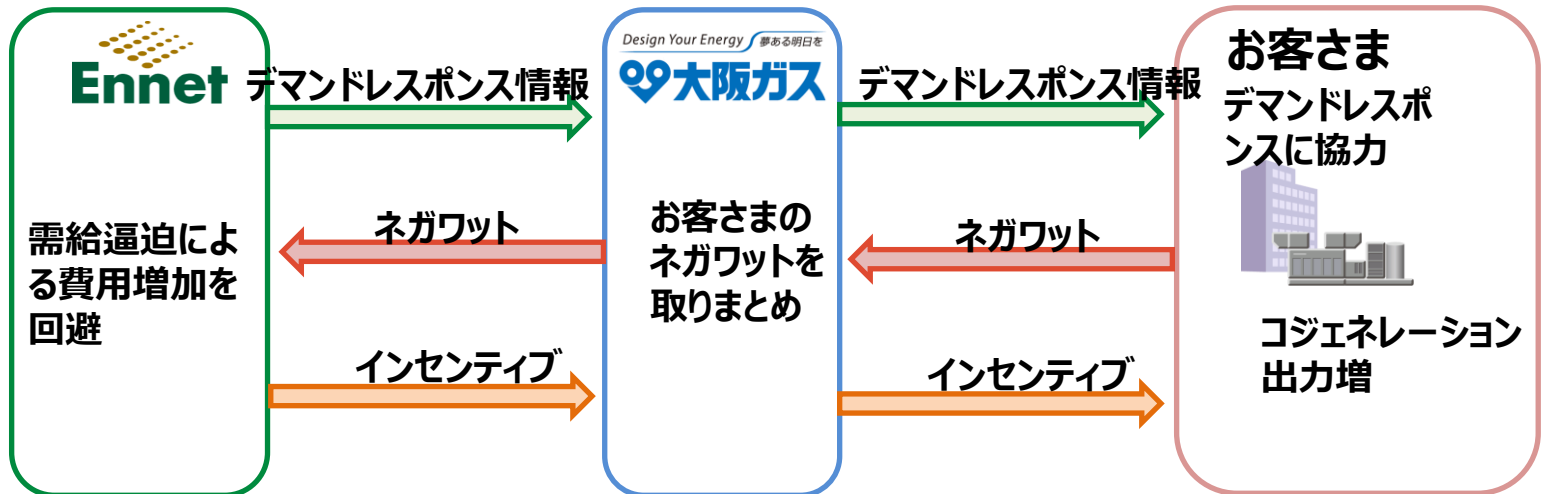 Ennet
デマンドレスポンス情報
Design Your Energy 夢ある明日を
大阪ガス
デマンドレスポンス情報
お客さま
デマンドレスポ
ンスに協力
需給逼迫によ
る費用増加を
回避
ネガワット
お客さまの
ネガワットを
取りまとめ
ネガワット
コジェネレーション
出力増
インセンティブ
インセンティブ